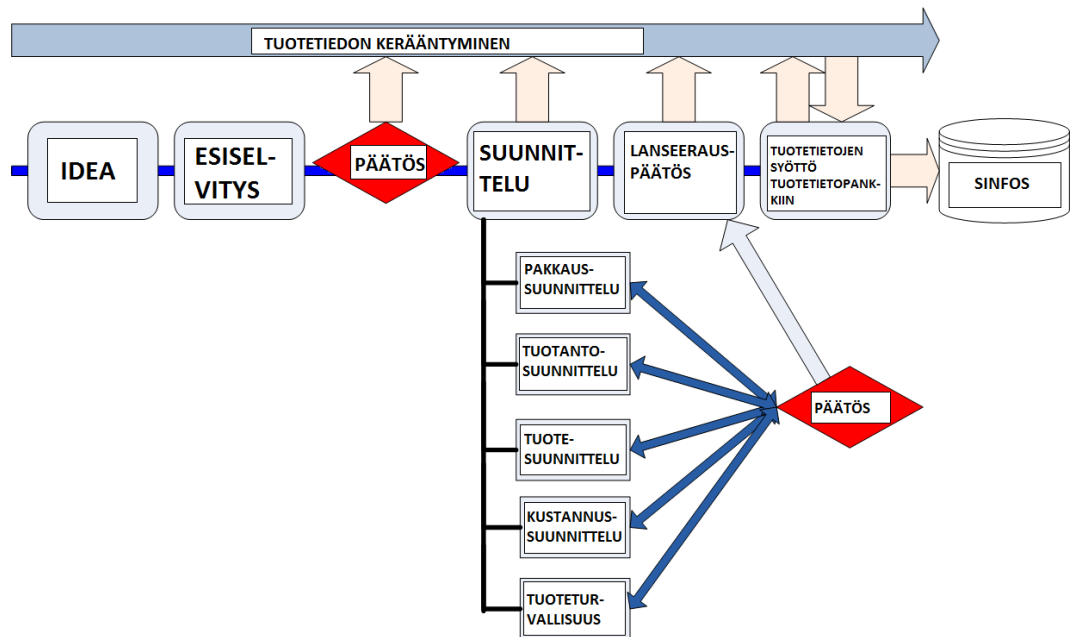 TUOTETIEDON KERÄÄNTYMINEN
IDEA
ESISEL-
VITYS
PÄÄTÖS
SUUNNIT-
TELU
LANSEERAUS-
PÄÄTÖS
TUOTETIETOJEN
SYÖTTÖ
TUOTETIETOPANK-
KIIN
SINFOS
PAKKAUS-
SUUNNITTELU
TUOTANTO-
SUUNNITTELU
PÄÄTÖS
TUOTE-
SUUNNITTELU
KUSTANNUS-
SUUNNITTELU
TUOTETUR-
VALLISUUS